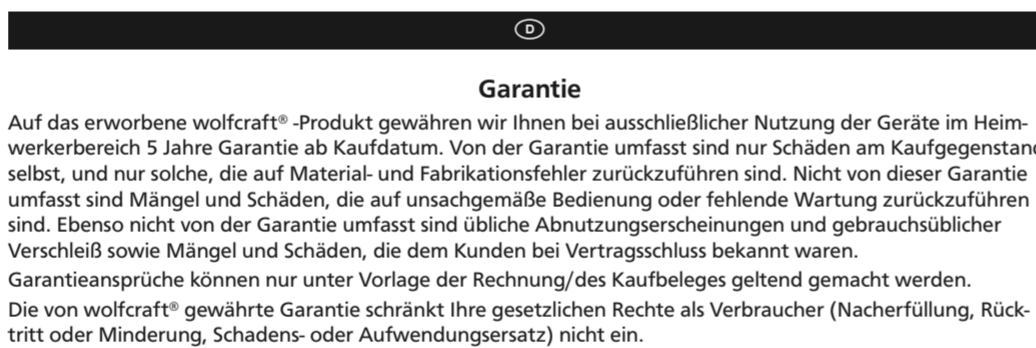 D
Garantie
Auf das erworbene wolfcraft® -Produkt gewähren wir Ihnen bei ausschließlicher Nutzung der Geräte im Heim-
werkerbereich 5 Jahre Garantie ab Kaufdatum. Von der Garantie umfasst sind nur Schäden am Kaufgegenstand
selbst, und nur solche, die auf Material- und Fabrikationsfehler zurückzuführen sind. Nicht von dieser Garantie
umfasst sind Mängel und Schäden, die auf unsachgemäße Bedienung oder fehlende Wartung zurückzuführen
sind. Ebenso nicht von der Garantie umfasst sind übliche Abnutzungserscheinungen und gebrauchsüblicher
Verschleiß sowie Mängel und Schäden, die dem Kunden bei Vertragsschluss bekannt waren.
Garantieansprüche können nur unter Vorlage der Rechnung/des Kaufbeleges geltend gemacht werden.
Die von wolfcraft® gewährte Garantie schränkt Ihre gesetzlichen Rechte als Verbraucher (Nacherfüllung, Rück-
tritt oder Minderung, Schadens- oder Aufwendungsersatz) nicht ein.